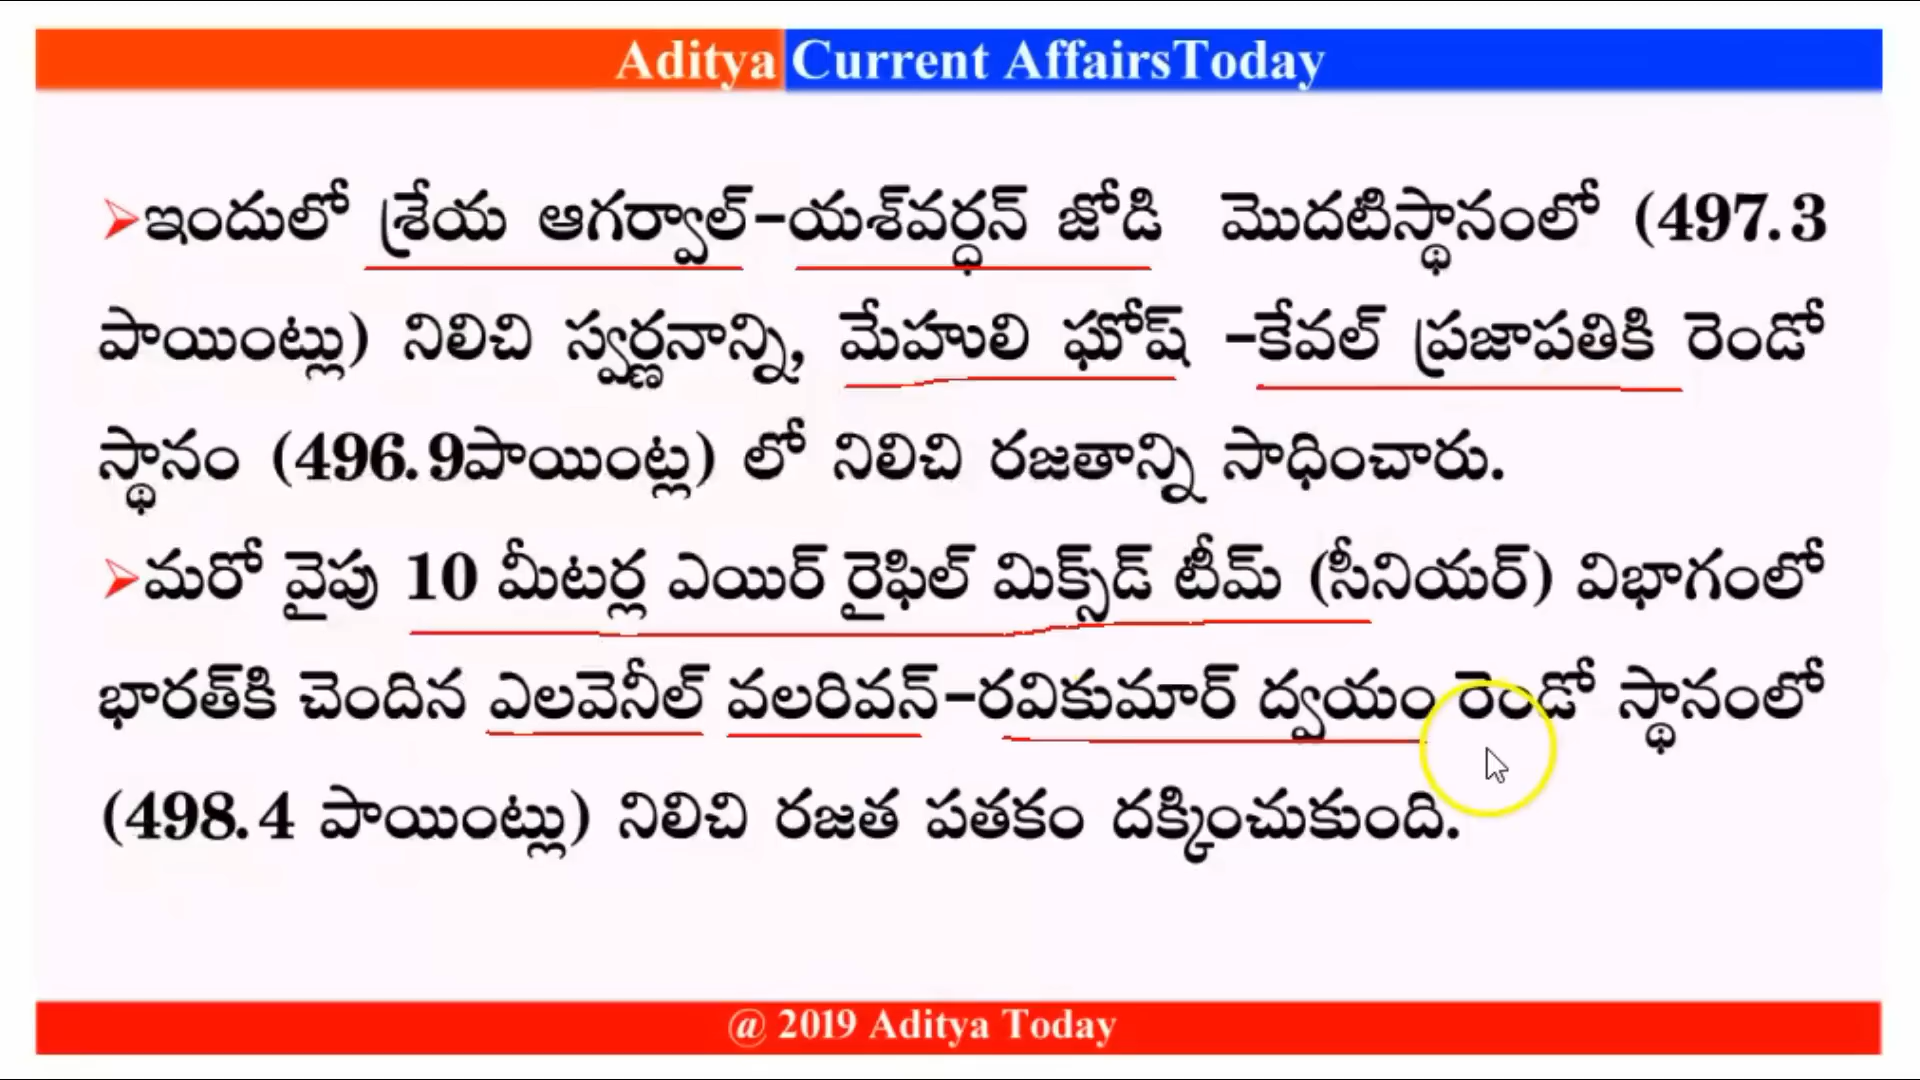 Aditya Current AffairsToday
➢ఇందులో శ్రేయ ఆగర్వాల్-యశ్‌వర్ధన్ జోడి మొదటిస్థానంలో (497.3
పాయింట్లు) నిలిచి స్వర్ణనాన్ని, మేహులి ఘోష్ -కేవల్ ప్రజాపతికి రెండో
స్థానం (496.9పాయింట్ల) లో నిలిచి రజతాన్ని సాధించారు.
➢మరో వైపు 10 మీటర్ల ఎయిర్ రైఫిల్ మిక్స్‌డ్ టీమ్ (సీనియర్) విభాగంలో
భారత్‌కి చెందిన ఎలవెనీల్ వలరివన్-రవికుమార్ ద్వయం రెండో స్థానంలో
(498.4 పాయింట్లు) నిలిచి రజత పతకం దక్కించుకుంది.
@ 2019 Aditya Today